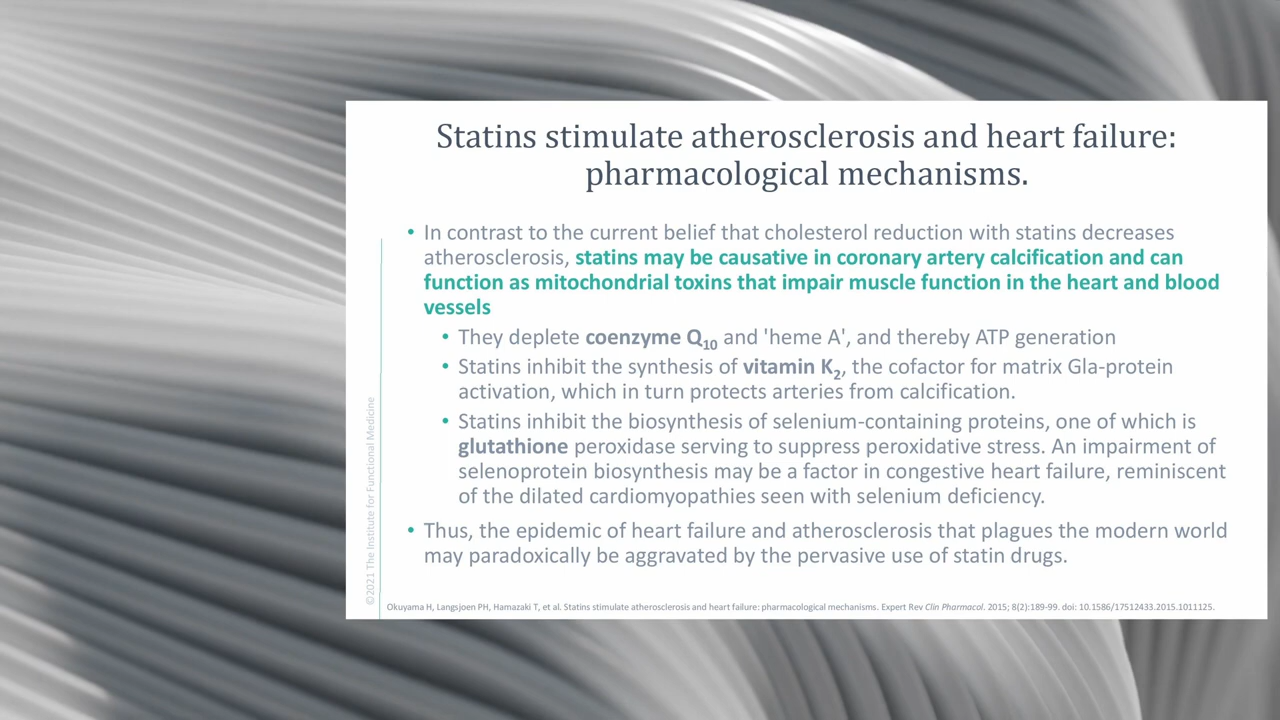 Statins stimulate atherosclerosis and heart failure:
pharmacological mechanisms.
• In contrast to the current belief that cholesterol reduction with statins decreases
atherosclerosis, statins may be causative in coronary artery calcification and can
function as mitochondrial toxins that impair muscle function in the heart and blood
vessels
• They deplete coenzyme Q10 and 'heme A', and thereby ATP generation
• Statins inhibit the synthesis of vitamin K2, the cofactor for matrix Gla-protein
activation, which in turn protects arteries from calcification.
• Statins inhibit the biosynthesis of selenium-containing proteins, one of which is
glutathione peroxidase serving to suppress peroxidative stress. An impairment of
selenoprotein biosynthesis may be a factor in congestive heart failure, reminiscent
of the dilated cardiomyopathies seen with selenium deficiency.
• Thus, the epidemic of heart failure and atherosclerosis that plagues the modern world
may paradoxically be aggravated by the pervasive use of statin drugs.
Okuyama H, Langsjoen PH, Hamazaki T, et al. Statins stimulate atherosclerosis and heart failure: pharmacological mechanisms. Expert Rev Clin Pharmacol. 2015; 8(2):189-99. doi: 10.1586/17512433.2015.1011125.
©2021 The Institute for Functional Medicine